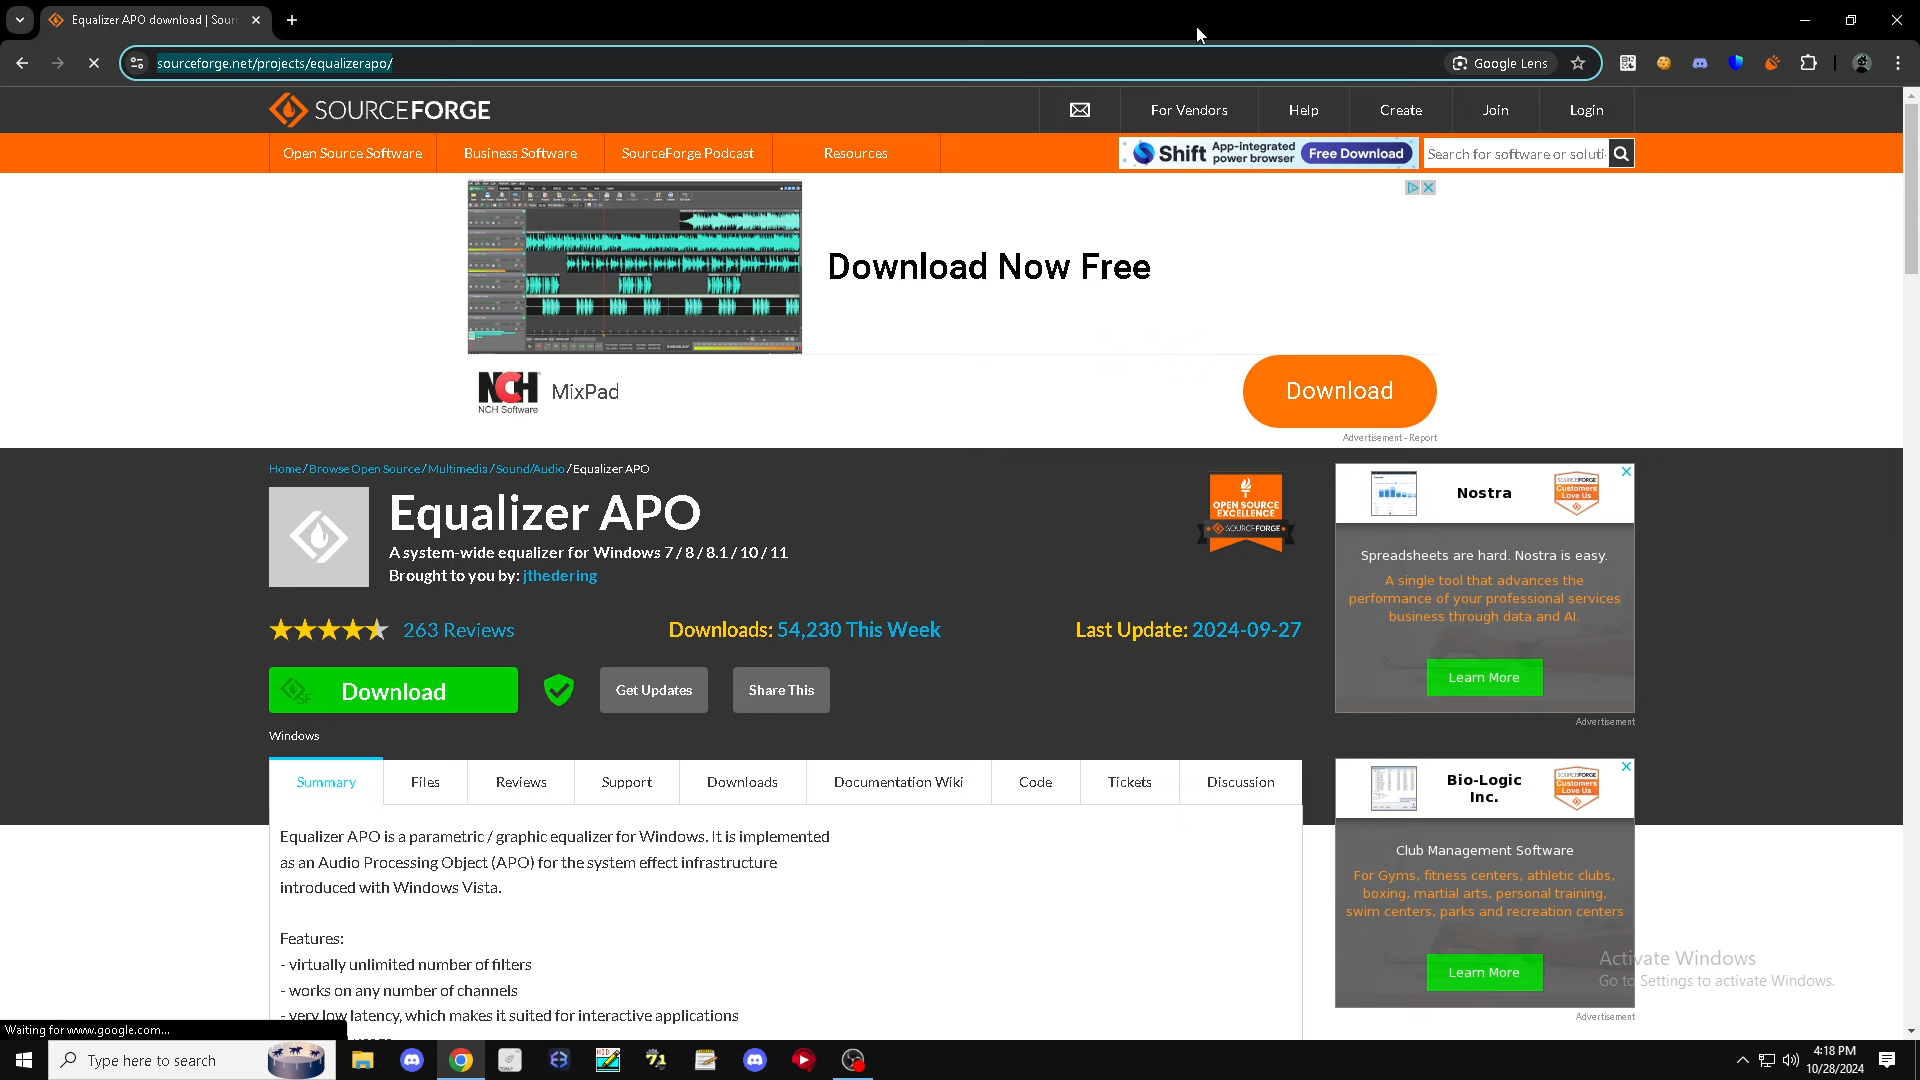 Equalizer APO download | Sour
sourceforge.net/projects/equalizerapo/
Google Lens
SOURCEFORGE
For Vendors
Help
Create
Join
Login
Open Source Software
Business Software
SourceForge Podcast
Resources
Shift
App-integrated
power browser
Free Download
Search for software or soluti
Download Now Free
NCH
NCH Software
MixPad
Download
Advertisement - Report
Home / Browse Open Source / Multimedia / Sound/Audio / Equalizer APO
Equalizer APO
A system-wide equalizer for Windows 7 / 8 / 8.1 / 10 / 11
Brought to you by: jthedering
OPEN SOURCE
EXCELLENCE
SOURCEFORGE
263 Reviews
Downloads: 54,230 This Week
Last Update: 2024-09-27
SF
Download
Get Updates
Share This
Windows
Nostra
SOURCEFORGE
Customers
Love Us
Spreadsheets are hard. Nostra is easy.
A single tool that advances the
performance of your professional services
business through data and AI.
Learn More
Advertisement
Summary
Files
Reviews
Support
Downloads
Documentation Wiki
Code
Tickets
Discussion
Equalizer APO is a parametric / graphic equalizer for Windows. It is implemented
as an Audio Processing Object (APO) for the system effect infrastructure
introduced with Windows Vista.
Features:
- virtually unlimited number of filters
- works on any number of channels
- very low latency, which makes it suited for interactive applications
Bio-Logic
Inc.
SOURCEFORGE
Customers
Love Us
Club Management Software
For Gyms, fitness centers, athletic clubs,
boxing, martial arts, personal training,
swim centers, parks and recreation centers
Learn More
Advertisement
Activate Windows
Go to Settings to activate Windows.
Waiting for www.google.com...
Type here to search
HID
7.1
4:18 PM
10/28/2024